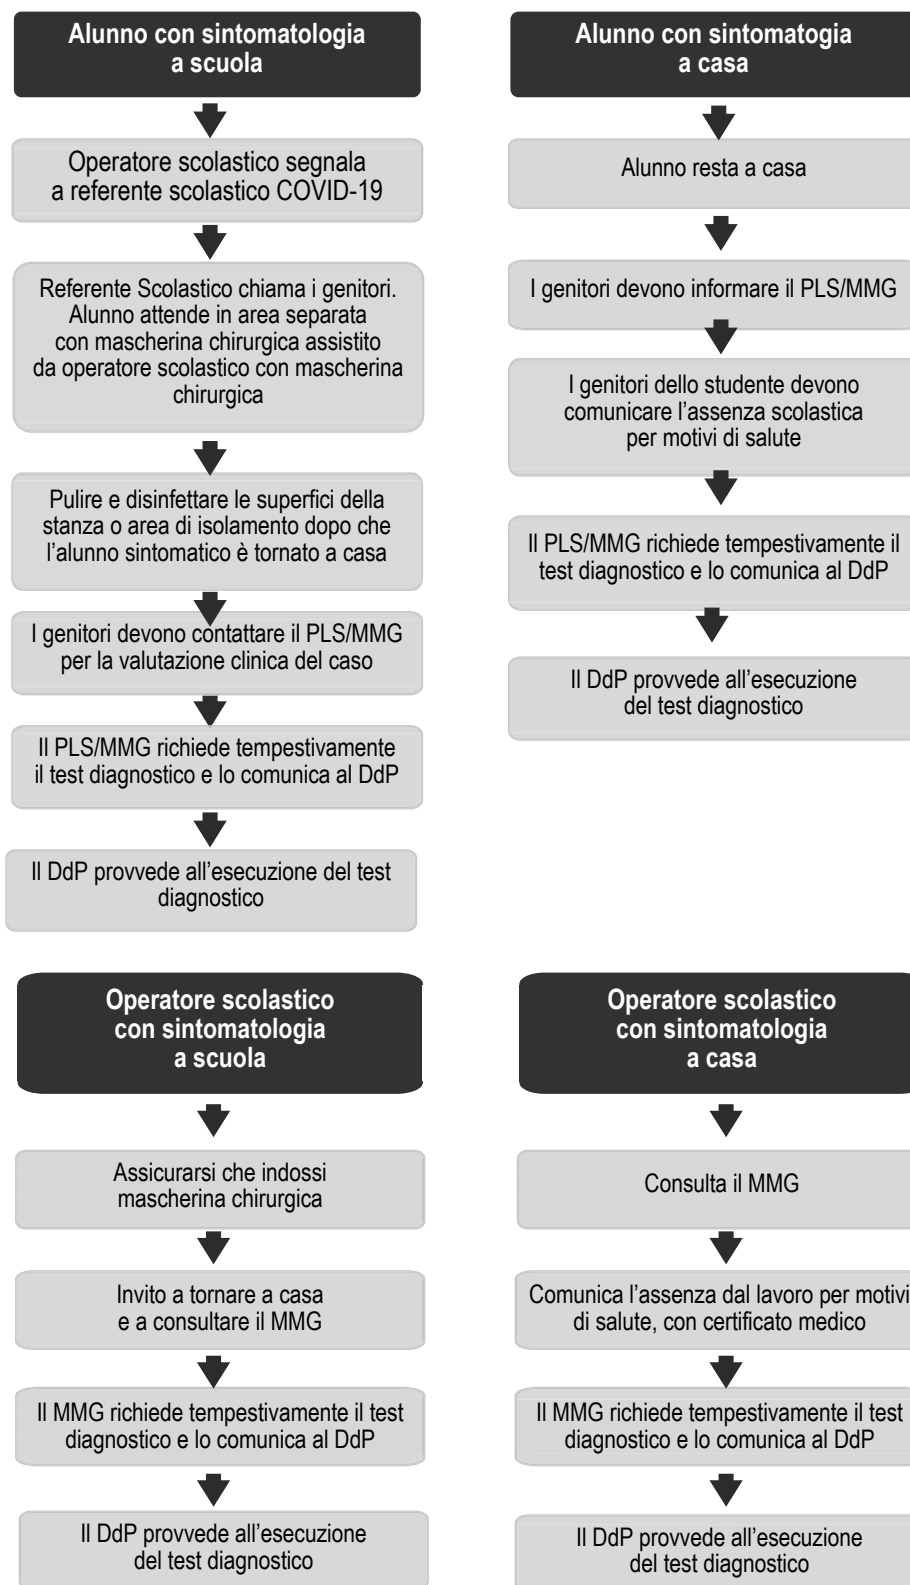 Alunno con sintomatologia
a scuola
Operatore scolastico segnala
a referente scolastico COVID-19
Referente Scolastico chiama i genitori.
Alunno attende in area separata
con mascherina chirurgica assistito
da operatore scolastico con mascherina
chirurgica
Pulire e disinfettare le superfici della
stanza o area di isolamento dopo che
l’alunno sintomatico è tornato a casa
I genitori devono contattare il PLS/MMG
per la valutazione clinica del caso
Il PLS/MMG richiede tempestivamente
il test diagnostico e lo comunica al DdP
Il DdP provvede all’esecuzione del test
diagnostico
Alunno con sintomatogia
a casa
Alunno resta a casa
I genitori devono informare il PLS/MMG
I genitori dello studente devono
comunicare l’assenza scolastica
per motivi di salute
Il PLS/MMG richiede tempestivamente il
test diagnostico e lo comunica al DdP
Il DdP provvede all’esecuzione
del test diagnostico
Operatore scolastico
con sintomatologia
a scuola
Assicurarsi che indossi
mascherina chirurgica
Invito a tornare a casa
e a consultare il MMG
Il MMG richiede tempestivamente il test
diagnostico e lo comunica al DdP
Il DdP provvede all’esecuzione
del test diagnostico
Operatore scolastico
con sintomatologia
a casa
Consulta il MMG
Comunica l’assenza dal lavoro per motivi
di salute, con certificato medico
Il MMG richiede tempestivamente il test
diagnostico e lo comunica al DdP
Il DdP provvede all’esecuzione
del test diagnostico